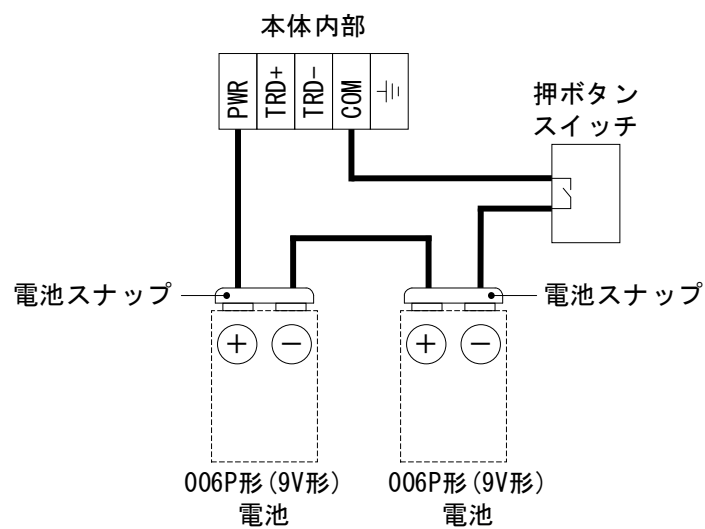 本体内部
PWR
TRD+
TRD-
COM
押ボタン
スイッチ
電池スナップ
電池スナップ
+
-
+
-
006P形(9V形)
電池
006P形(9V形)
電池